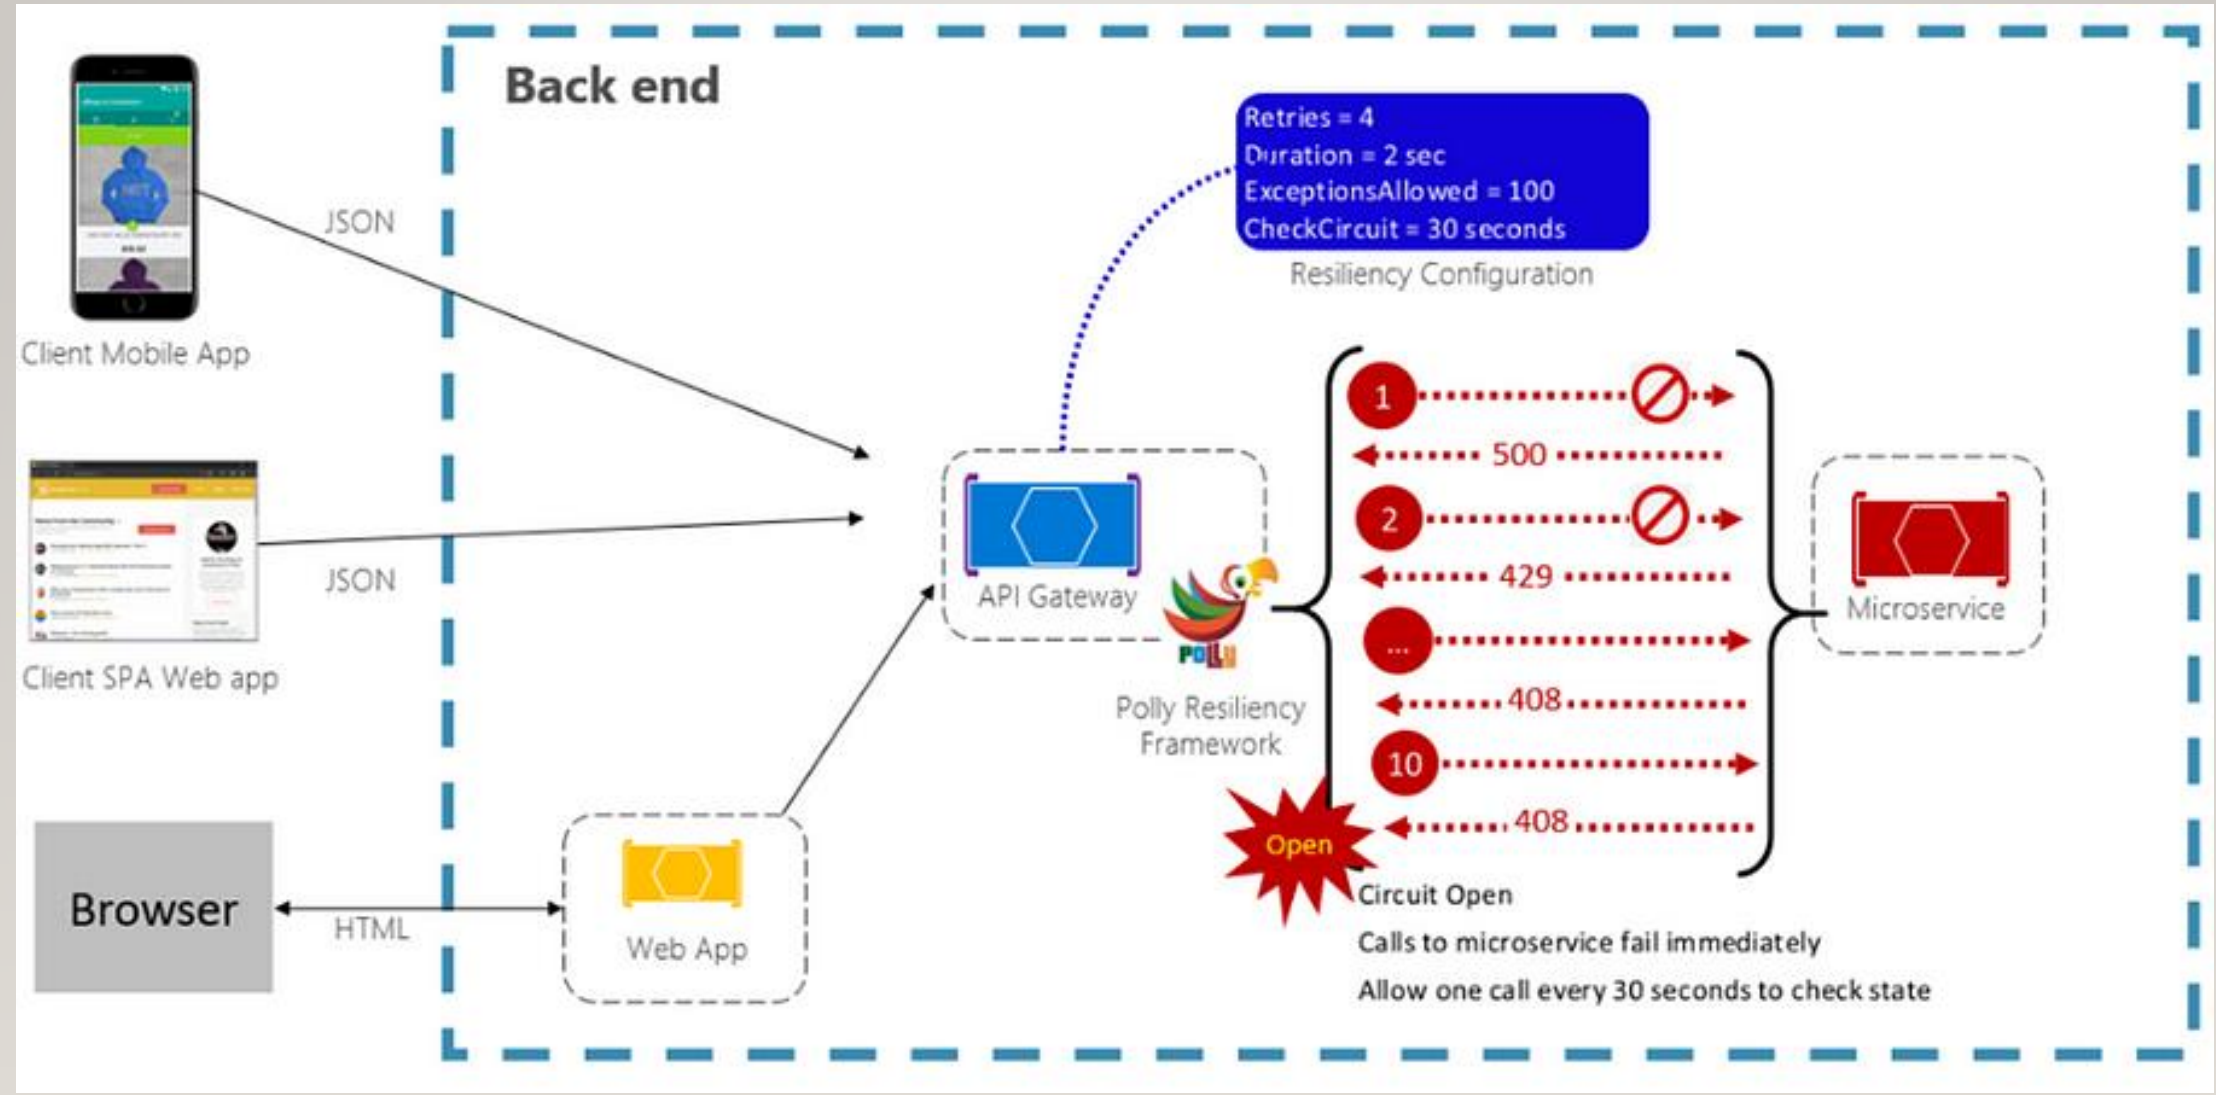 Back end
Retries = 4
Duration = 2 sec
ExceptionsAllowed = 100
CheckCircuit = 30 seconds
Resiliency Configuration
JSON
Client Mobile App
JSON
Client SPA Web app
Browser
HTML
Web App
API Gateway
POLLY
Polly Resiliency
Framework
1
500
2
429
...
408
10
408
Microservice
Open
Circuit Open
Calls to microservice fail immediately
Allow one call every 30 seconds to check state